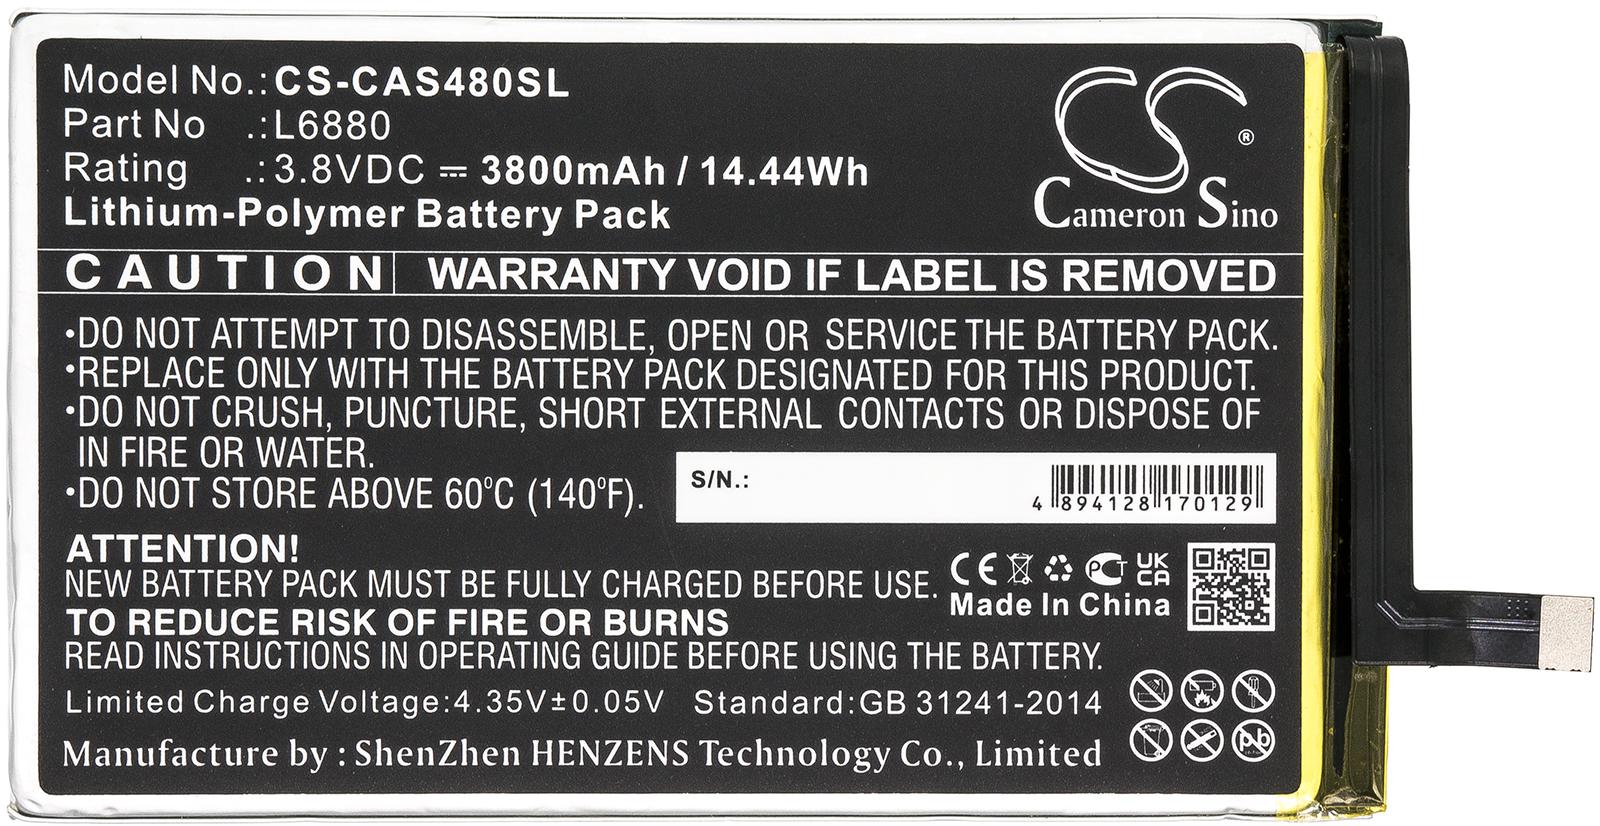 Model No.:CS-CAS480SL
Part No .:L6880
Rating .:3.8VDC ⎓ 3800mAh / 14.44Wh
Lithium-Polymer Battery Pack
CS ®
Cameron Sino
CAUTION WARRANTY VOID IF LABEL IS REMOVED
•DO NOT ATTEMPT TO DISASSEMBLE, OPEN OR SERVICE THE BATTERY PACK.
•REPLACE ONLY WITH THE BATTERY PACK DESIGNATED FOR THIS PRODUCT.
•DO NOT CRUSH, PUNCTURE, SHORT EXTERNAL CONTACTS OR DISPOSE OF
IN FIRE OR WATER.
•DO NOT STORE ABOVE 60°C (140°F).
S/N.:
4 894128 170129
ATTENTION!
NEW BATTERY PACK MUST BE FULLY CHARGED BEFORE USE.
TO REDUCE RISK OF FIRE OR BURNS
READ INSTRUCTIONS IN OPERATING GUIDE BEFORE USING THE BATTERY.
CE PCT UK
CA
Made In China
Limited Charge Voltage:4.35V±0.05V Standard:GB 31241-2014
Pb
Manufacture by : ShenZhen HENZENS Technology Co., Limited